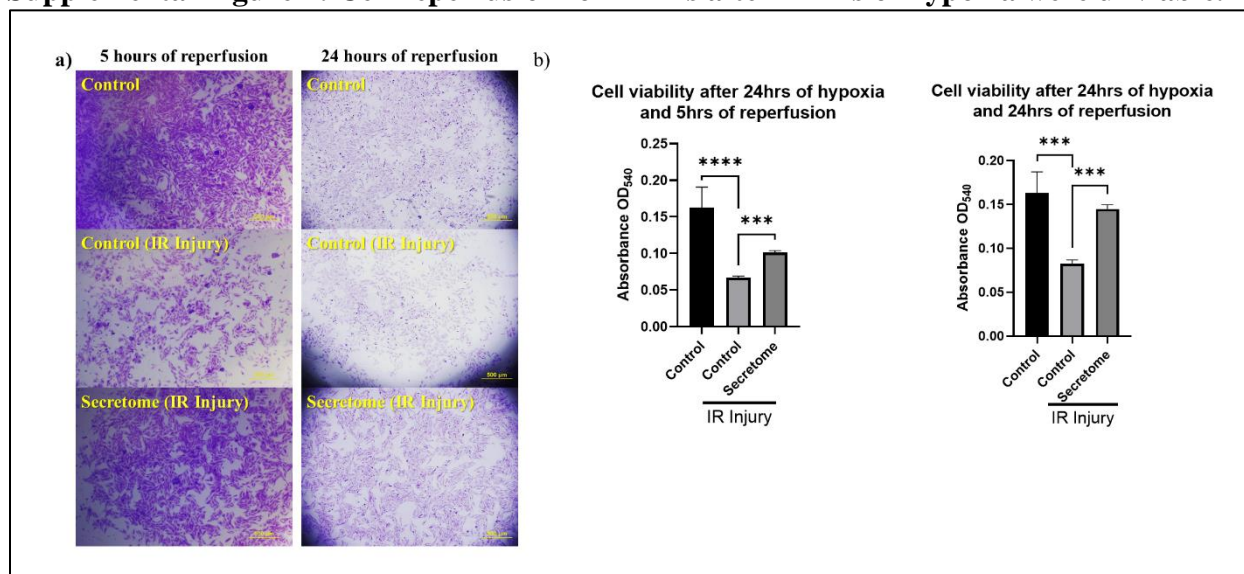 a)
5 hours of reperfusion
24 hours of reperfusion
Control
Control
Control (IR Injury)
Control (IR Injury)
500 µm
Secretome (IR Injury)
Secretome (IR Injury)
b)
Cell viability after 24hrs of hypoxia
and 5hrs of reperfusion
Absorbance OD540
0.25
0.20
0.15
0.10
0.05
0.00
****
***
Control
Control
Secretome
IR Injury
Cell viability after 24hrs of hypoxia
and 24hrs of reperfusion
Absorbance OD540
0.20
0.15
0.10
0.05
0.00
***
***
Control
Control
Secretome
IR Injury